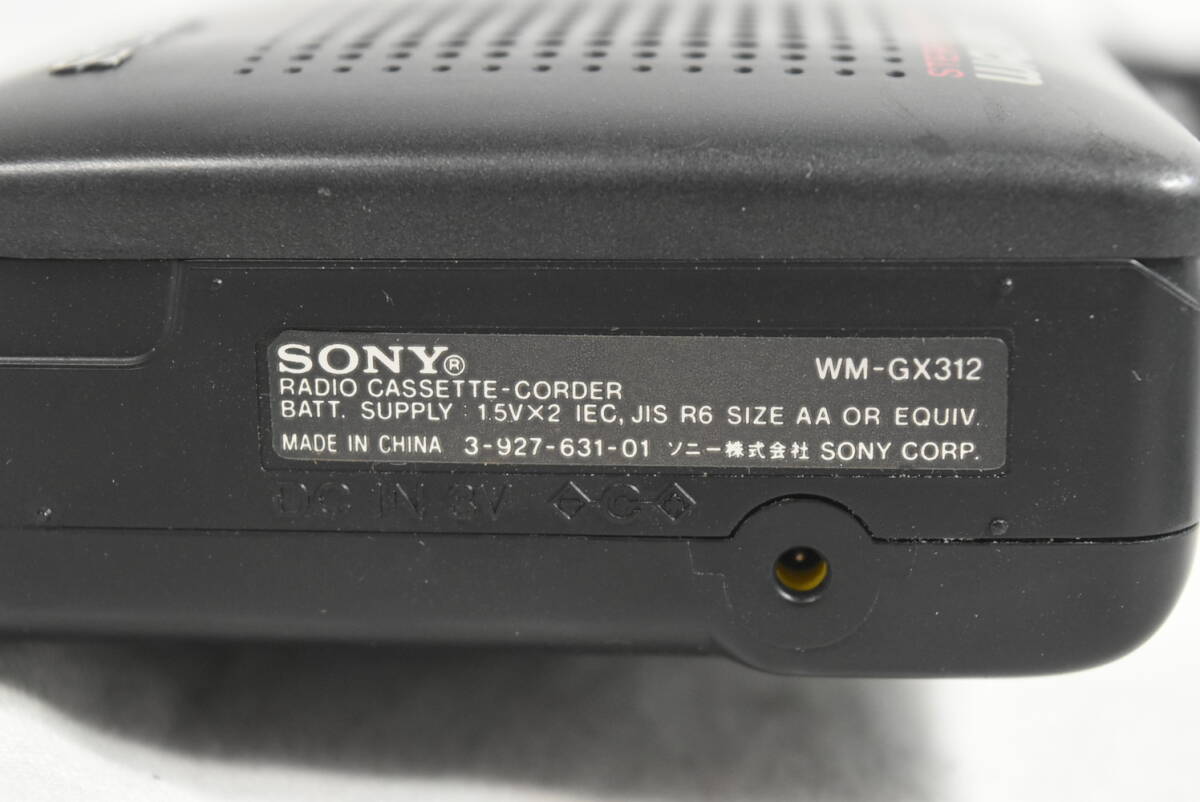 SONY®
WM-GX312
RADIO CASSETTE-CORDER
BATT. SUPPLY : 1.5V×2 IEC, JIS R6 SIZE AA OR EQUIV.
MADE IN CHINA 3-927-631-01 ソニー株式会社 SONY CORP.
DC IN 3V